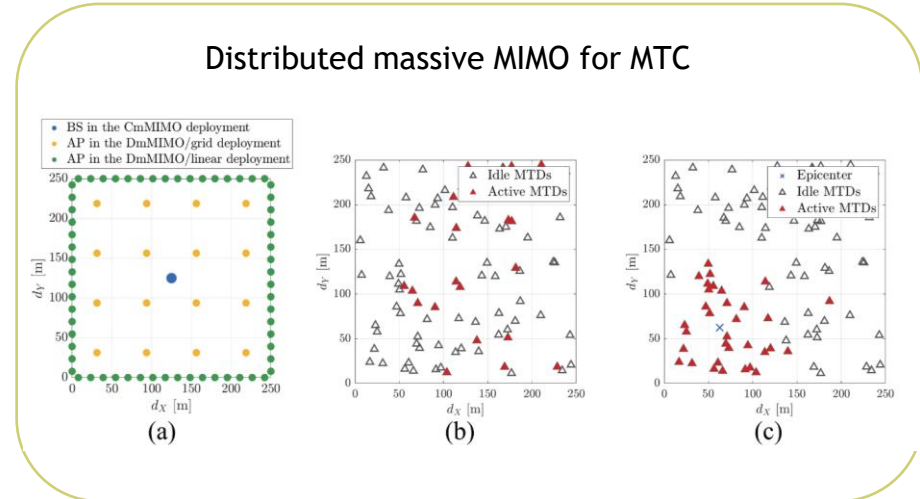 Distributed massive MIMO for MTC
BS in the CmMIMO deployment
AP in the DmMIMO/grid deployment
AP in the DmMIMO/linear deployment
250
200
150
100
50
0
d_Y [m]
0 50 100 150 200 250
d_X [m]
(a)
Idle MTDs
Active MTDs
250
200
150
100
50
0
d_Y [m]
0 50 100 150 200 250
d_X [m]
(b)
Epicenter
Idle MTDs
Active MTDs
250
200
150
100
50
0
d_Y [m]
0 50 100 150 200 250
d_X [m]
(c)